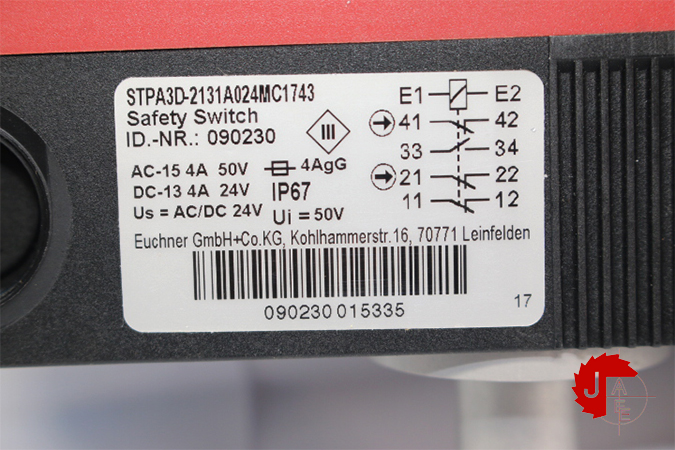 STPA3D-2131A024MC1743
Safety Switch
ID.-NR.: 090230
III
AC-15 4A 50V 4AgG
DC-13 4A 24V IP67
Us = AC/DC 24V Ui = 50V
E1 E2
41 42
33 34
21 22
11 12
Euchner GmbH+Co.KG, Kohlhammerstr.16, 70771 Leinfelden
090230 015335
17
J